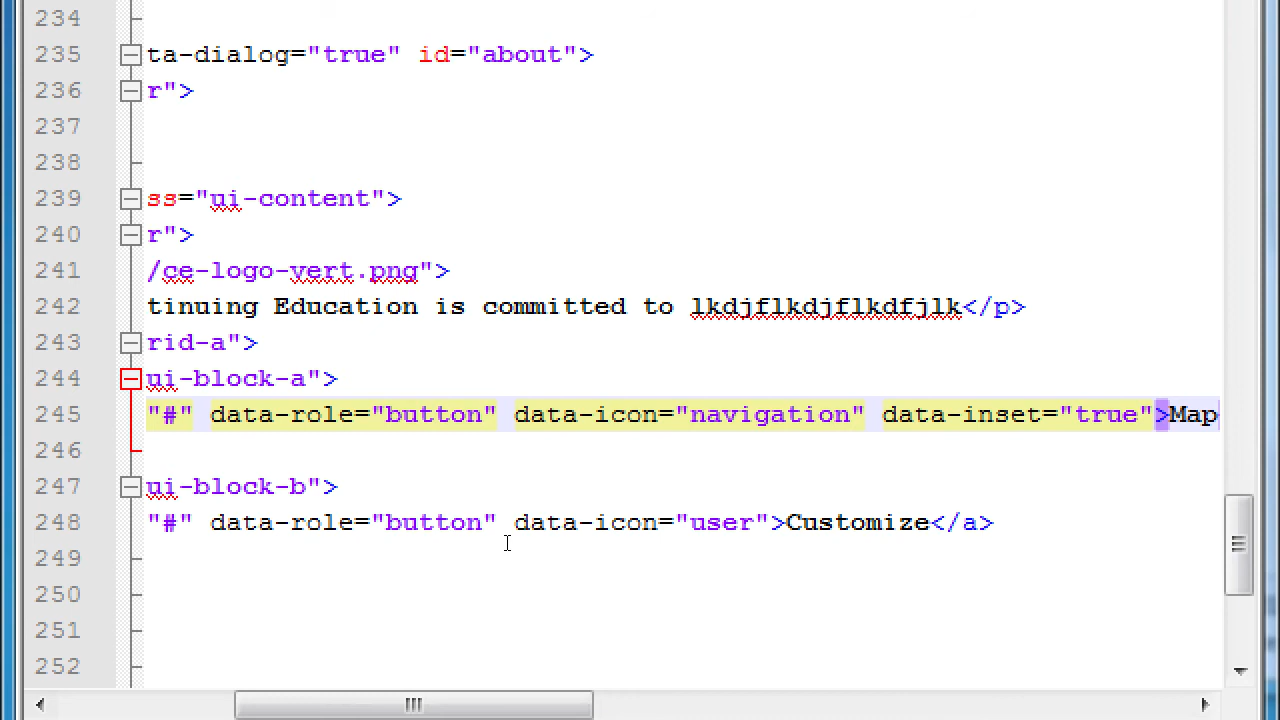 234
235 ta-dialog="true" id="about">
236 r">
237
238
239 ss="ui-content">
240 r">
241 /ce-logo-vert.png">
242 tinuing Education is committed to lkdjflkdjflkdfjlk</p>
243 rid-a">
244 ui-block-a">
245 "#" data-role="button" data-icon="navigation" data-inset="true">Map
246
247 ui-block-b">
248 "#" data-role="button" data-icon="user">Customize</a>
249
250
251
252